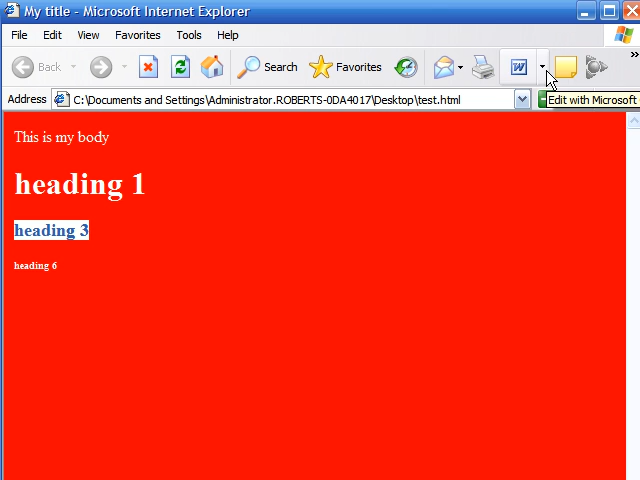 My title - Microsoft Internet Explorer
File Edit View Favorites Tools Help
Back Search Favorites W
Address C:\Documents and Settings\Administrator.ROBERTS-0DA4017\Desktop\test.html
Edit with Microsoft
This is my body
heading 1
heading 3
heading 6